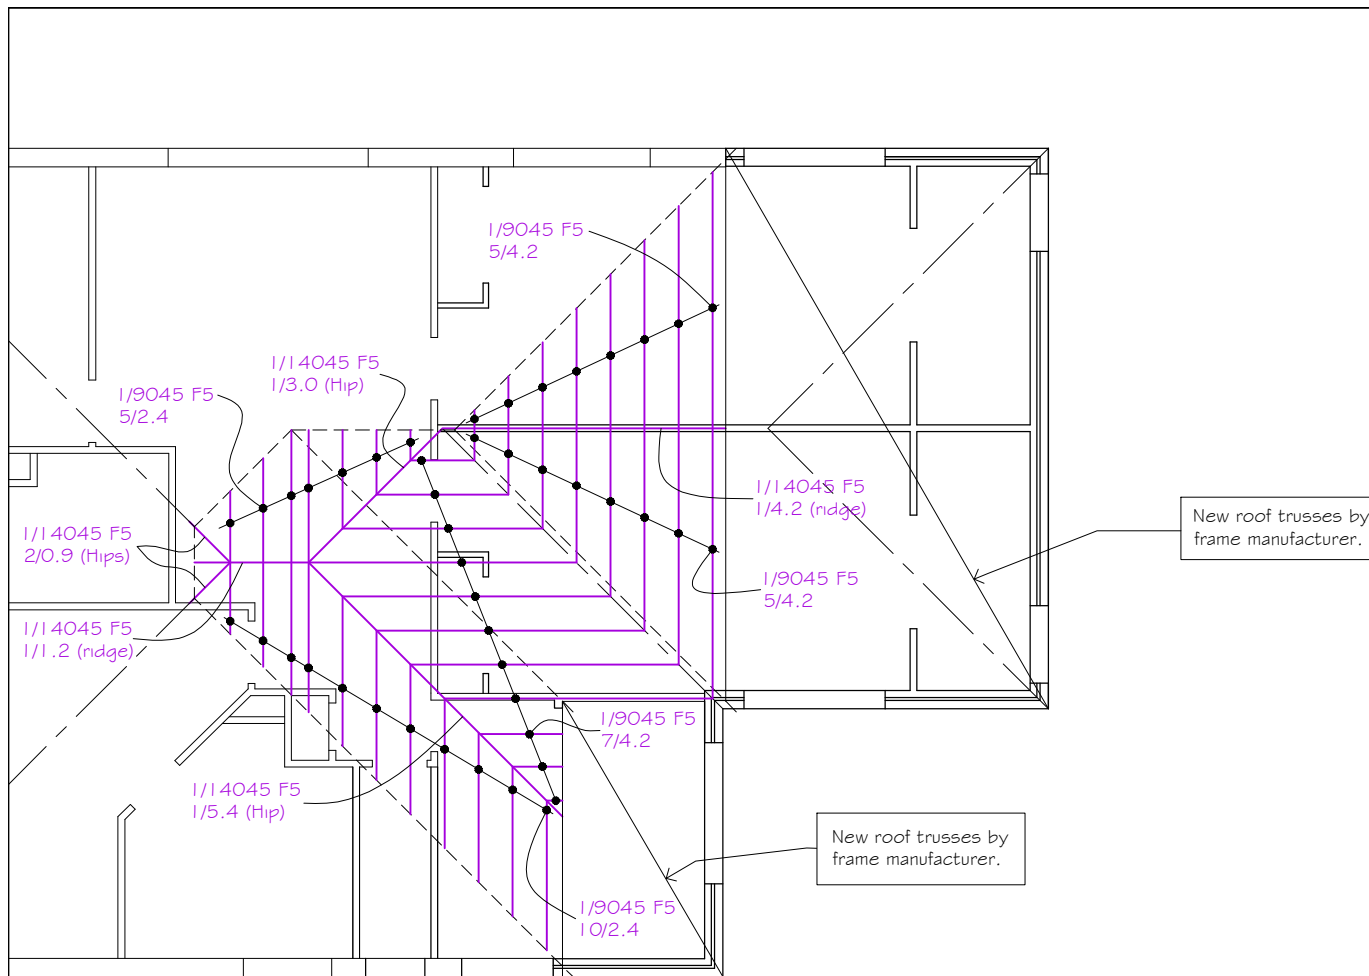 1/9045 F5
5/4.2
1/14045 F5
1/3.0 (Hip)
1/9045 F5
5/2.4
1/14045 F5
1/4.2 (ridge)
New roof trusses by
frame manufacturer.
1/14045 F5
2/0.9 (Hips)
1/9045 F5
5/4.2
1/14045 F5
1/1.2 (ridge)
1/9045 F5
7/4.2
1/14045 F5
1/5.4 (Hip)
New roof trusses by
frame manufacturer.
1/9045 F5
10/2.4